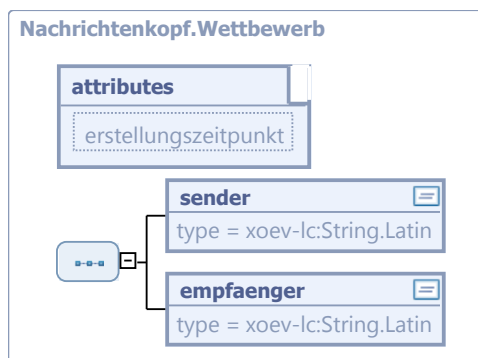 Nachrichtenkopf.Wettbewerb
attributes
erstellungszeitpunkt
sender
type = xoev-lc:String.Latin
empfaenger
type = xoev-lc:String.Latin